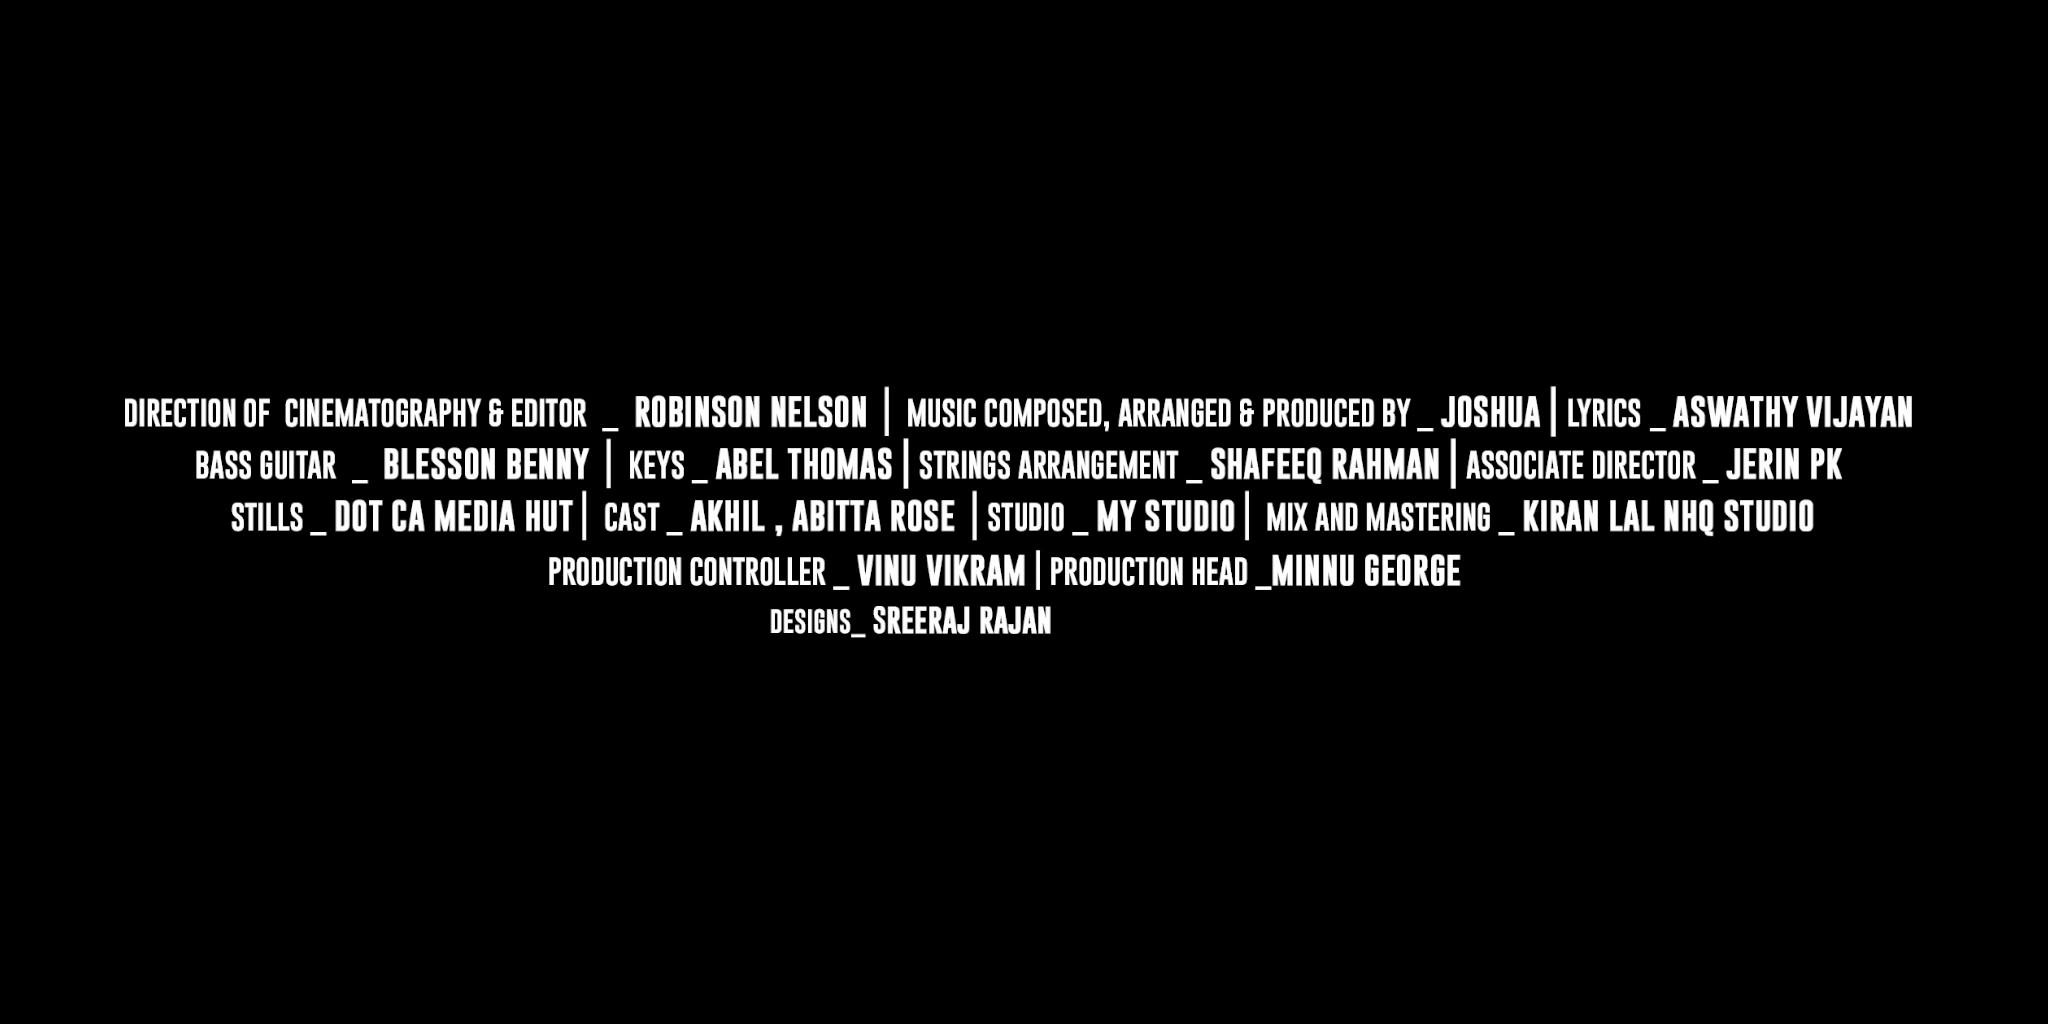 DIRECTION OF CINEMATOGRAPHY & EDITOR _ ROBINSON NELSON | MUSIC COMPOSED, ARRANGED & PRODUCED BY _ JOSHUA | LYRICS _ ASWATHY VIJAYAN
BASS GUITAR _ BLESSON BENNY | KEYS _ ABEL THOMAS | STRINGS ARRANGEMENT _ SHAFEEQ RAHMAN | ASSOCIATE DIRECTOR _ JERIN PK
STILLS _ DOT CA MEDIA HUT | CAST _ AKHIL , ABITTA ROSE | STUDIO _ MY STUDIO | MIX AND MASTERING _ KIRAN LAL NHQ STUDIO
PRODUCTION CONTROLLER _ VINU VIKRAM | PRODUCTION HEAD _MINNU GEORGE
DESIGNS_ SREERAJ RAJAN